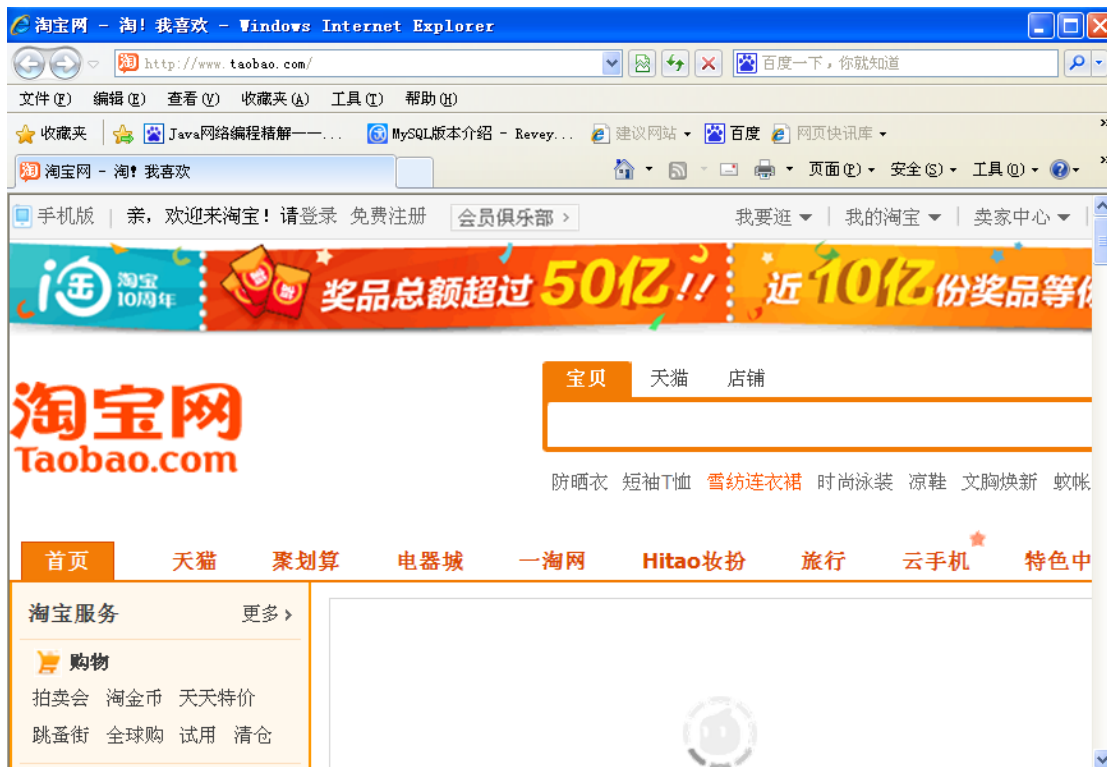 淘宝网 - 淘! 我喜欢 - Windows Internet Explorer
http://www.taobao.com/ 百度一下，你就知道
文件(F) 编辑(E) 查看(V) 收藏夹(A) 工具(T) 帮助(H)
收藏夹 Java网络编程精解——... MySQL版本介绍 - Revey... 建议网站 百度 网页快讯库
淘宝网 - 淘! 我喜欢 页面(P) 安全(S) 工具(O)
手机版 | 亲，欢迎来淘宝！请登录 免费注册 会员俱乐部 > 我要逛 | 我的淘宝 | 卖家中心 |
i淘 淘宝10周年 奖品总额超过50亿!! 近10亿份奖品等
淘宝网
Taobao.com
宝贝 天猫 店铺
防晒衣 短袖T恤 雪纺连衣裙 时尚泳装 凉鞋 文胸焕新 蚊帐
首页 天猫 聚划算 电器城 一淘网 Hitao妆扮 旅行 云手机 特色中
淘宝服务 更多 >
购物
拍卖会 淘金币 天天特价
跳蚤街 全球购 试用 清仓